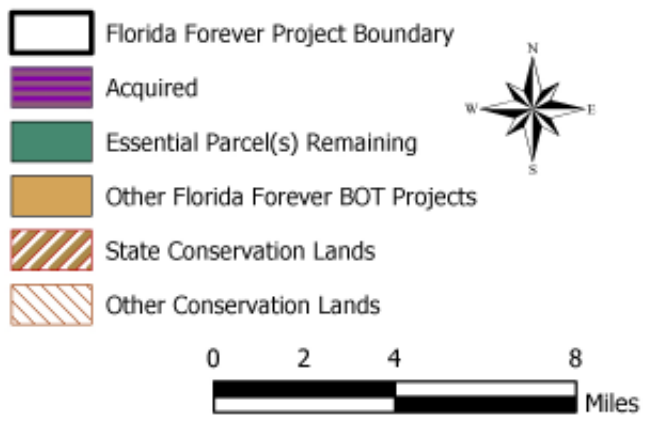 Florida Forever Project Boundary
Acquired
Essential Parcel(s) Remaining
Other Florida Forever BOT Projects
State Conservation Lands
Other Conservation Lands
N
W E
S
0 2 4 8
Miles